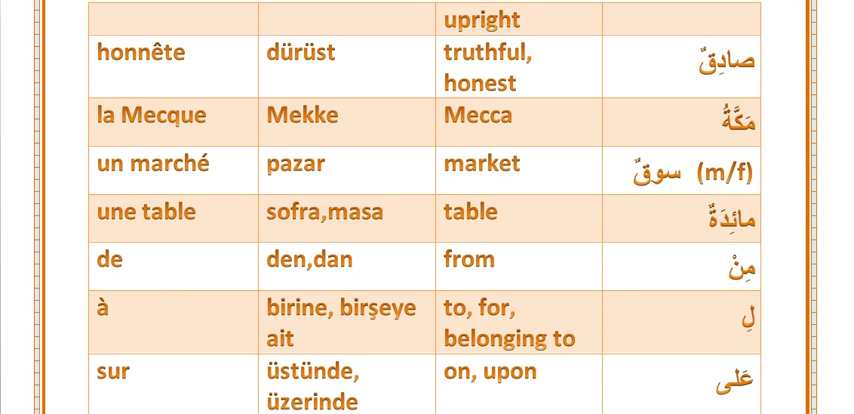 upright
honnête dürüst truthful, صادِقٌ
honest
la Mecque Mekke Mecca مَكَّةُ
un marché pazar market سوقٌ (m/f)
une table sofra,masa table مائِدَةٌ
de den,dan from مِنْ
à birine, birşeye to, for, لِ
ait belonging to
sur üstünde, on, upon عَلى
üzerinde